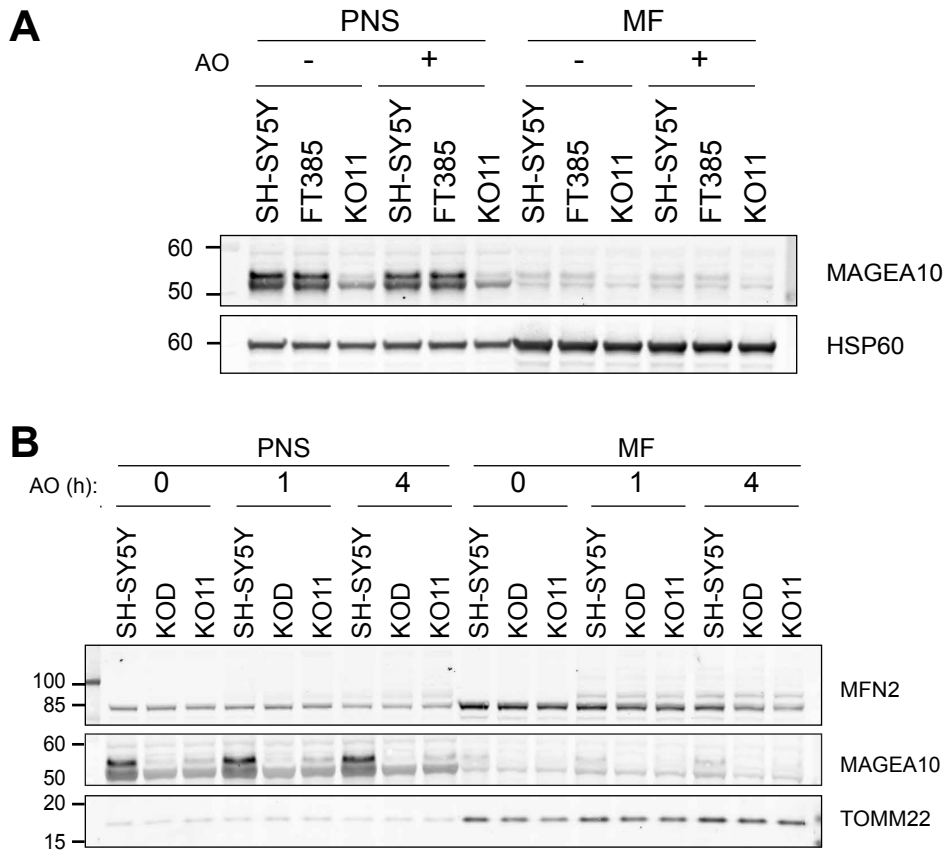 A
PNS MF
AO - + - +
SH-SY5Y FT385 KO11 SH-SY5Y FT385 KO11 SH-SY5Y FT385 KO11 SH-SY5Y FT385 KO11
60
50
MAGEA10
60
HSP60
B
PNS MF
AO (h): 0 1 4 0 1 4
SH-SY5Y KOD KO11 SH-SY5Y KOD KO11 SH-SY5Y KOD KO11 SH-SY5Y KOD KO11 SH-SY5Y KOD KO11 SH-SY5Y KOD KO11
100
85
MFN2
60
50
MAGEA10
20
15
TOMM22